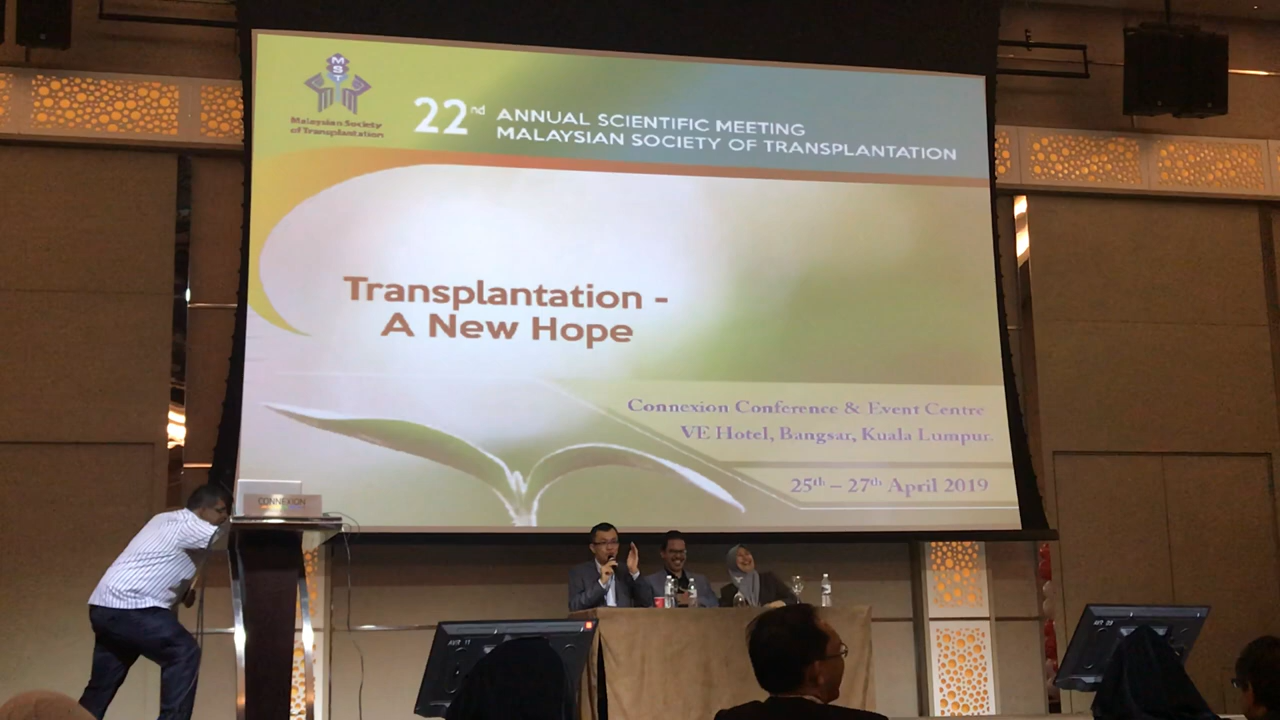 MST
Malaysian Society
of Transplantation
22nd ANNUAL SCIENTIFIC MEETING
MALAYSIAN SOCIETY OF TRANSPLANTATION
Transplantation -
A New Hope
Connexion Conference & Event Centre
VE Hotel, Bangsar, Kuala Lumpur.
25th – 27th April 2019
CONNEXION